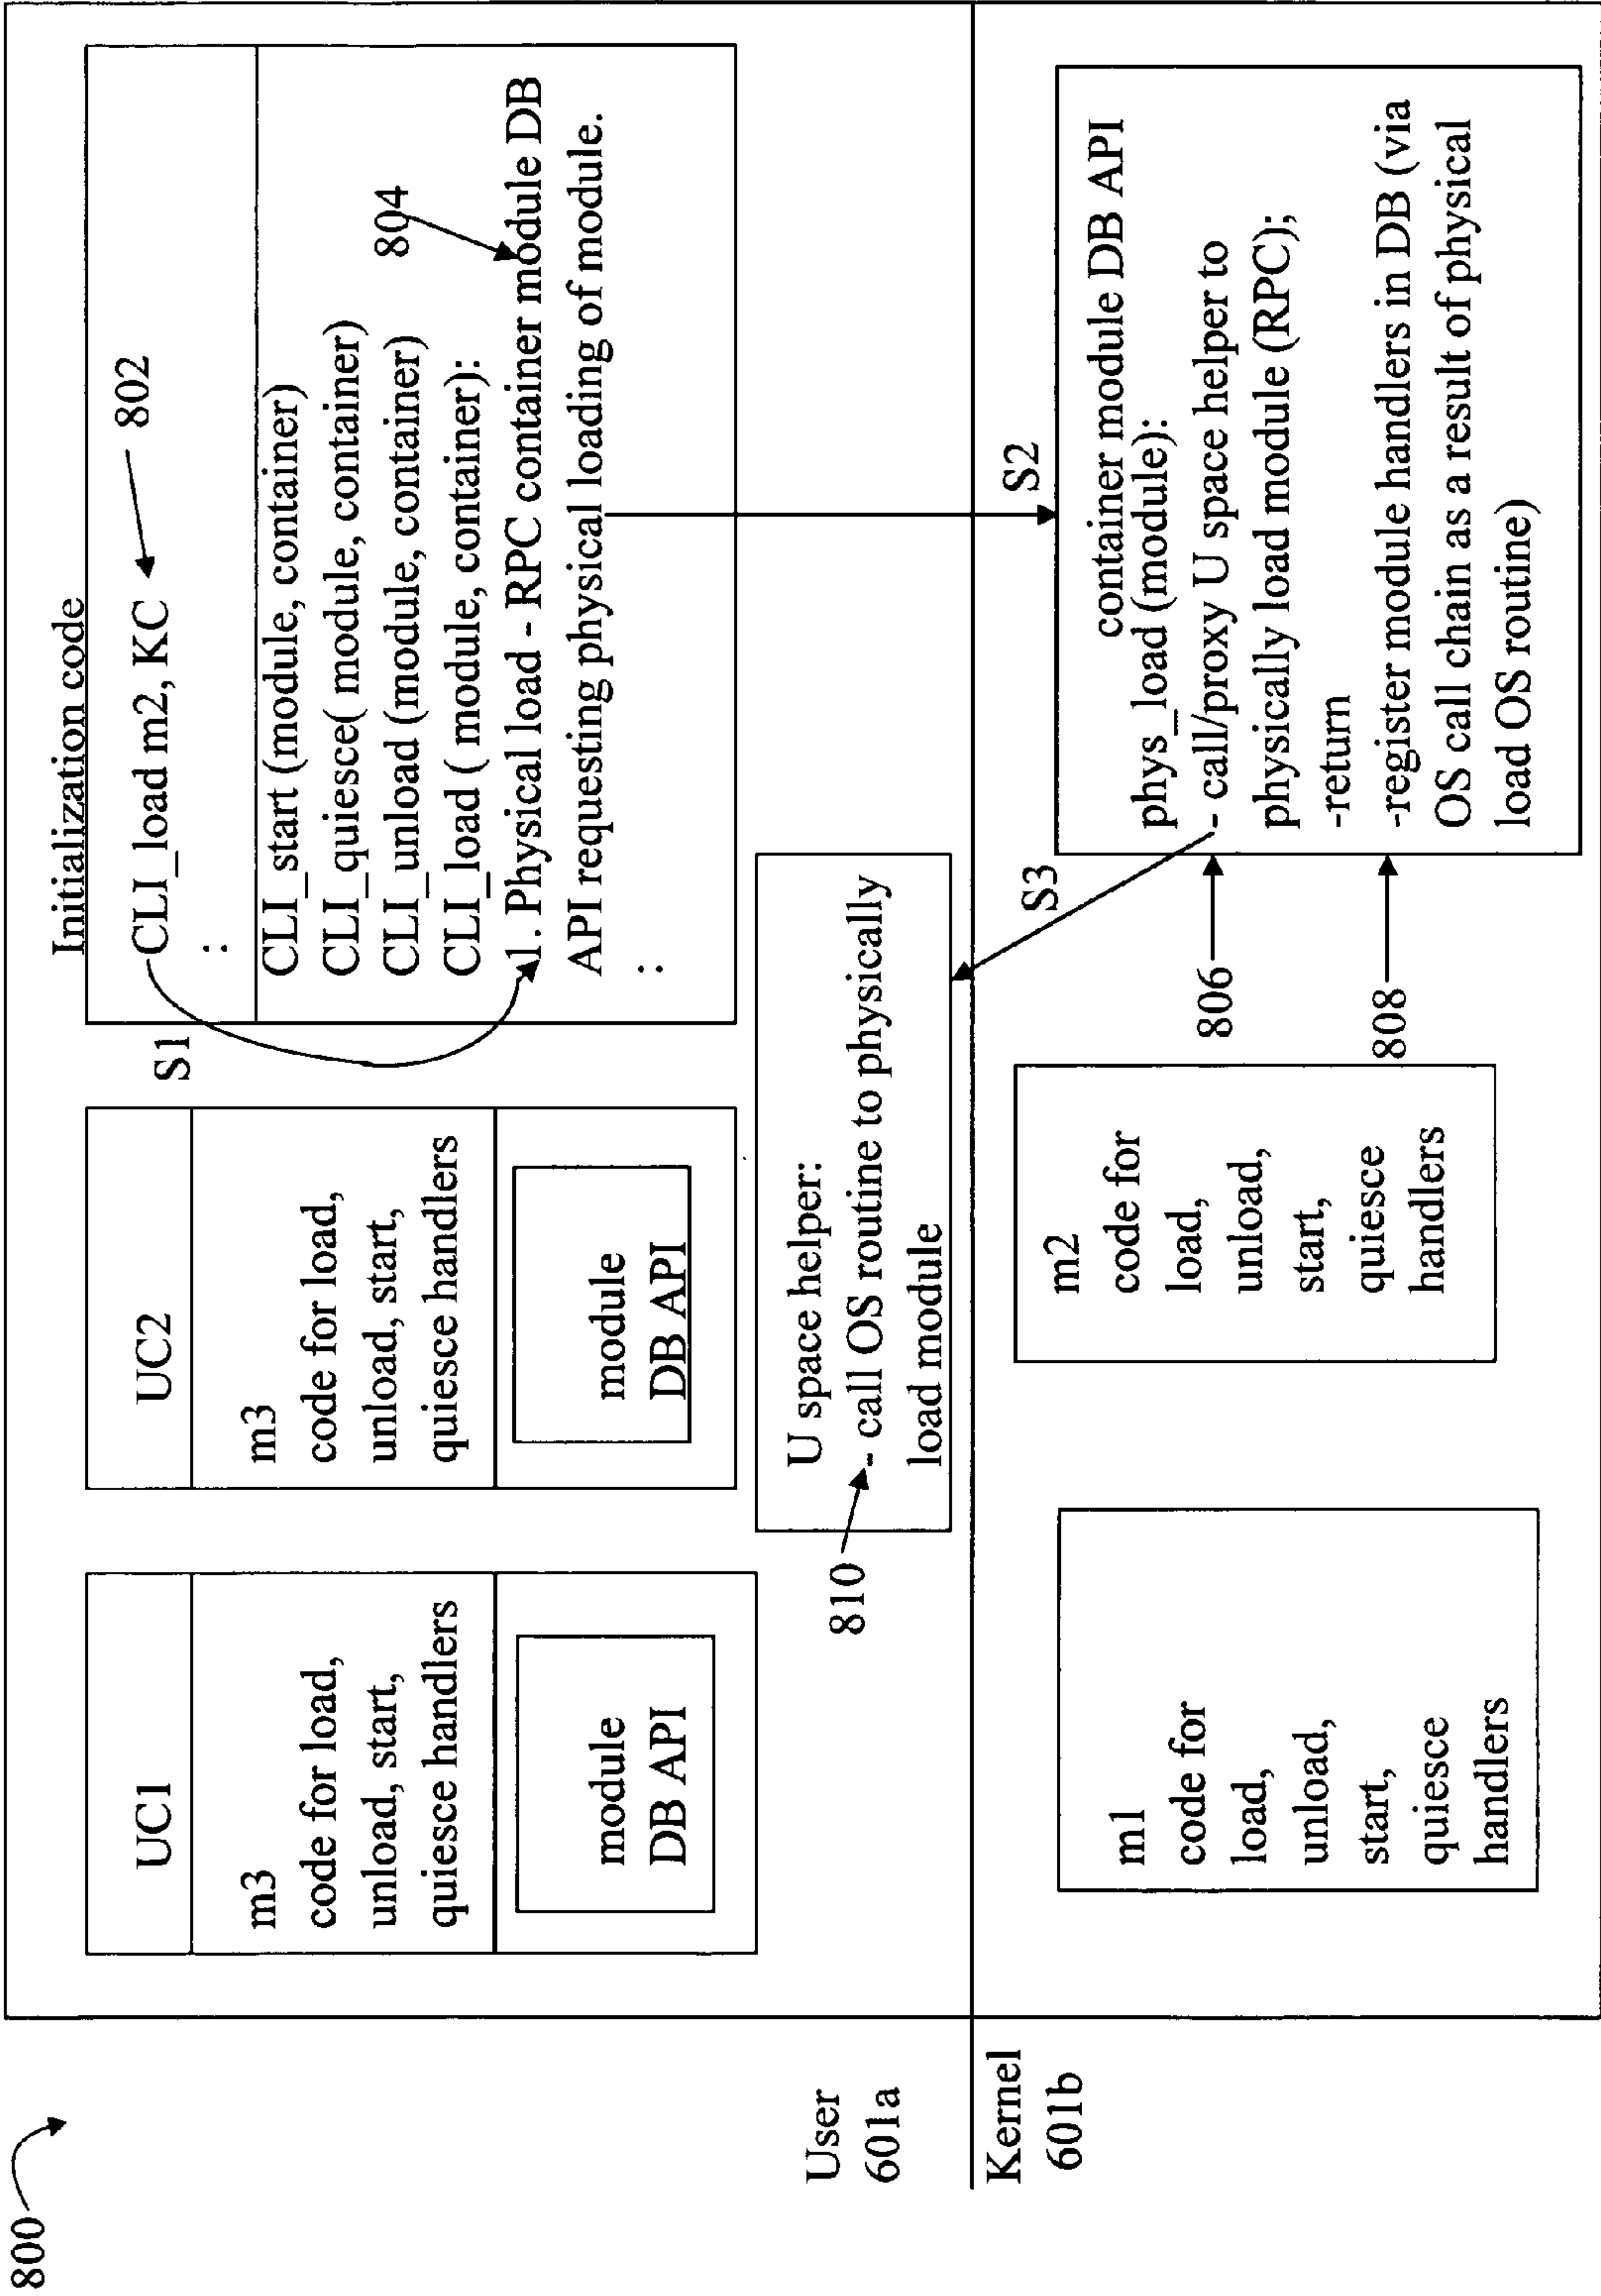 800
UC1
m3
code for load,
unload, start,
quiesce handlers
module
DB API
UC2
m3
code for load,
unload, start,
quiesce handlers
module
DB API
Initialization code
CLI_load m2, KC
802
:
S1
CLI_start (module, container)
CLI_quiesce( module, container)
CLI_unload (module, container)
CLI_load ( module, container):
1. Physical load - RPC container module DB
API requesting physical loading of module.
:
804
U space helper:
- call OS routine to physically
load module
810
User
601a
Kernel
601b
S2
S3
m1
code for
load,
unload,
start,
quiesce
handlers
m2
code for
load,
unload,
start,
quiesce
handlers
806
808
container module DB API
phys_load (module):
- call/proxy U space helper to
physically load module (RPC);
-return
-register module handlers in DB (via
OS call chain as a result of physical
load OS routine)